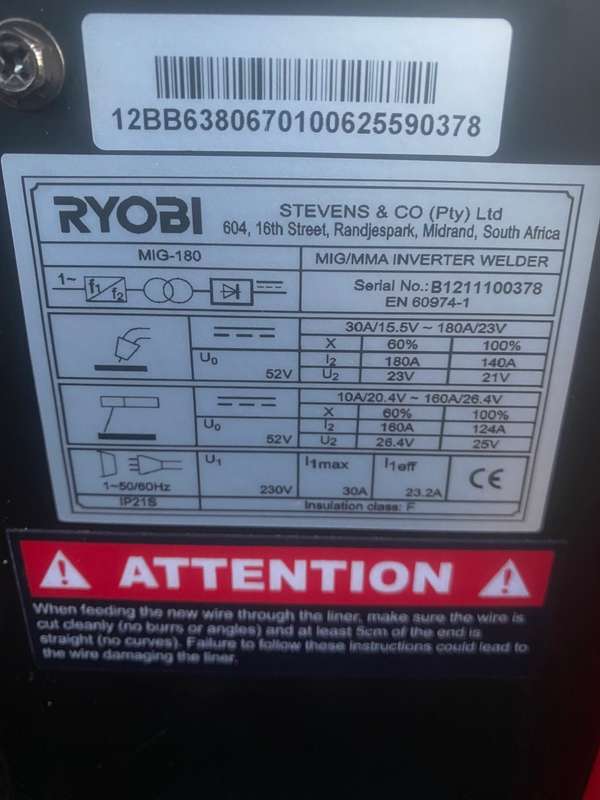 12BB6380670100625590378
RYOBI
STEVENS & CO (Pty) Ltd
604, 16th Street, Randjespark, Midrand, South Africa
MIG-180
MIG/MMA INVERTER WELDER
1~ f1 f2
Serial No.: B1211100378
EN 60974-1
30A/15.5V ~ 180A/23V
X 60% 100%
U0 52V
I2 180A 140A
U2 23V 21V
10A/20.4V ~ 160A/26.4V
X 60% 100%
U0 52V
I2 160A 124A
U2 26.4V 25V
1~50/60Hz
U1 230V
I1max 30A
I1eff 23.2A
CE
IP21S
Insulation class: F
ATTENTION
When feeding the new wire through the liner, make sure the wire is
cut cleanly (no burrs or angles) and at least 5cm of the end is
straight (no curves). Failure to follow these instructions could lead to
the wire damaging the liner.